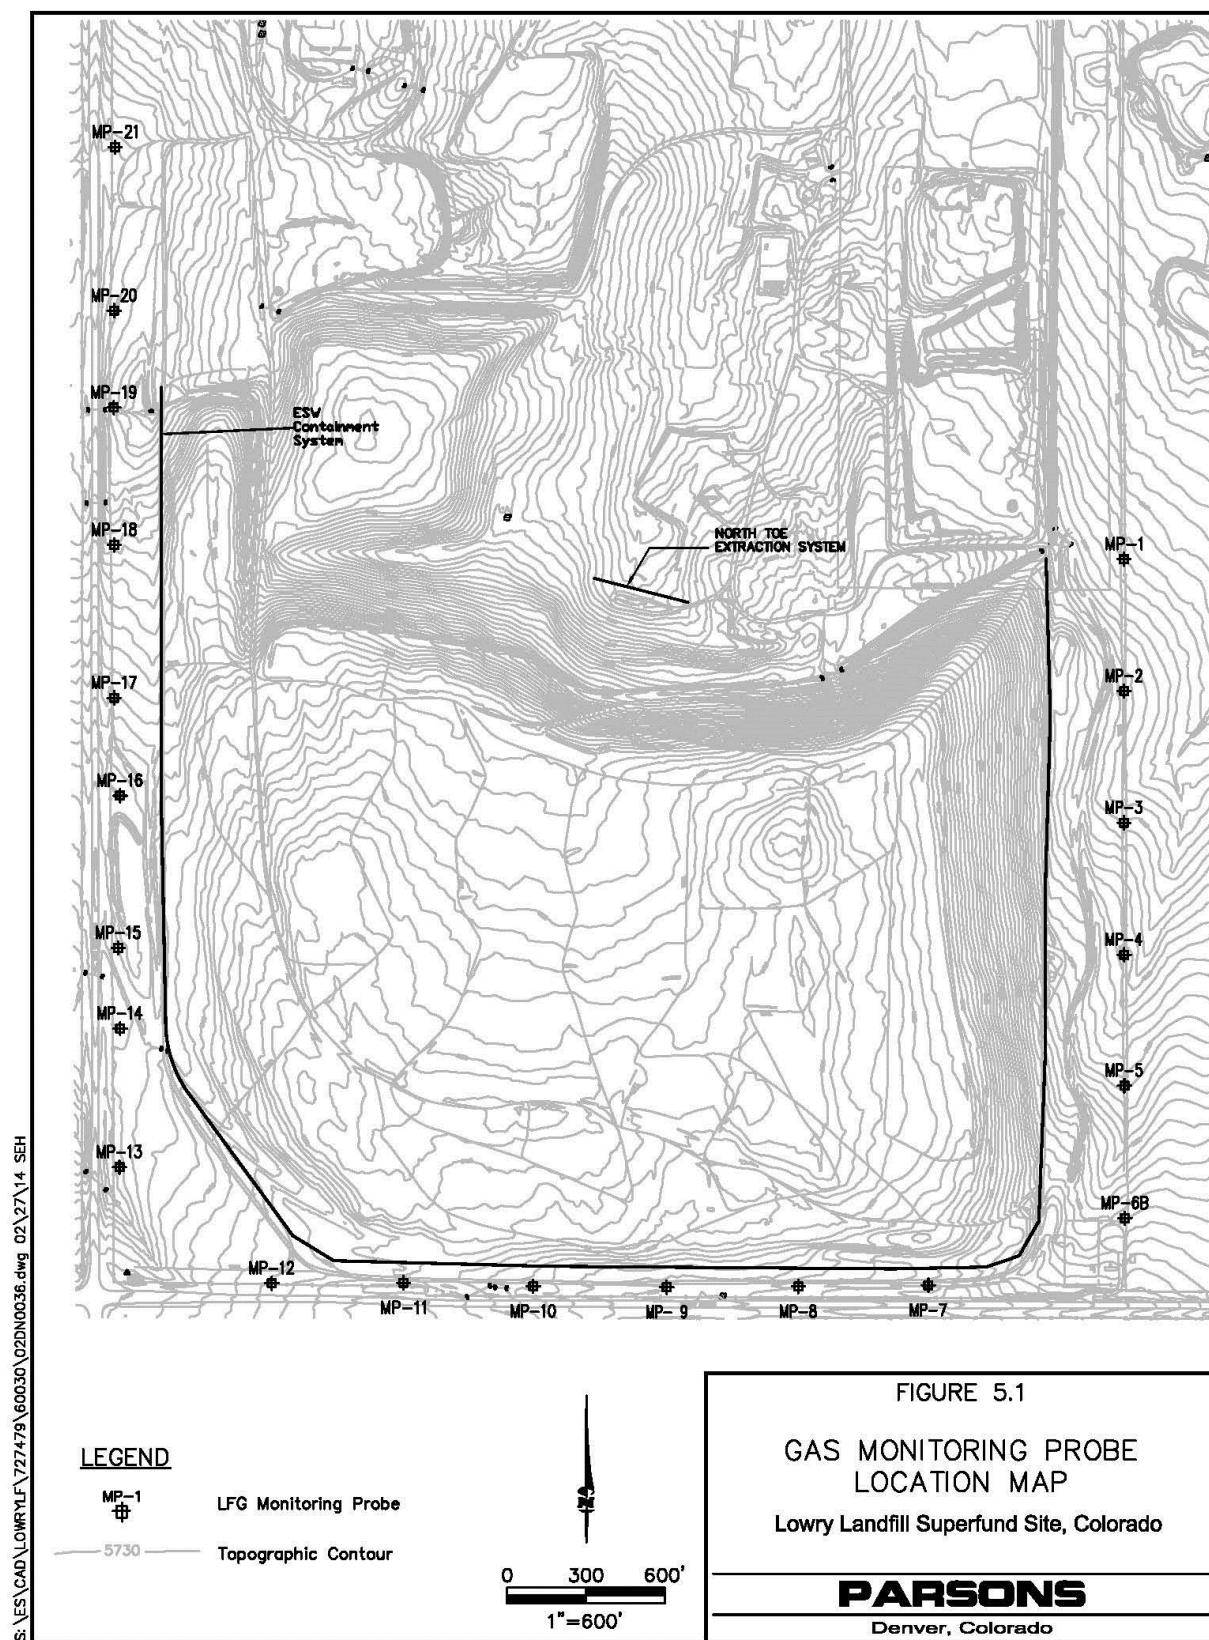 MP-21
MP-20
MP-19
ESW
Containment
System
MP-18
NORTH TOE
EXTRACTION SYSTEM
MP-1
MP-17
MP-2
MP-16
MP-3
MP-15
MP-4
MP-14
MP-5
MP-13
MP-6B
MP-12
MP-11
MP-10
MP- 9
MP-8
MP-7
S:\ES\CAD\LOWRYLF\727479\60030\02DN0036.dwg 02\27\14 SEH
LEGEND
MP-1
LFG Monitoring Probe
5730
Topographic Contour
N
0 300 600'
1"=600'
FIGURE 5.1
GAS MONITORING PROBE
LOCATION MAP
Lowry Landfill Superfund Site, Colorado
PARSONS
Denver, Colorado